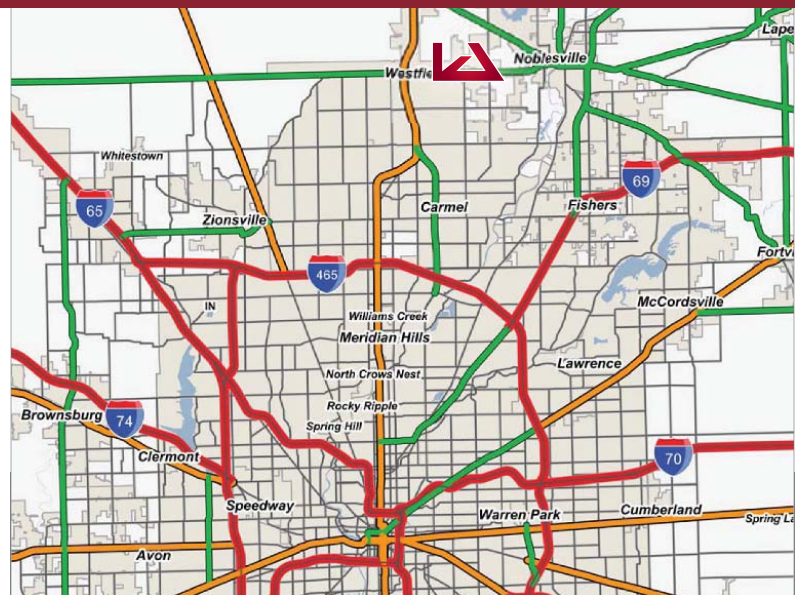 Lape
Noblesville
Westfie
Whitestown
69
65
Carmel
Fishers
Zionsville
Fortv
465
McCordsville
IN
Williams Creek
Meridian Hills
Lawrence
North Crows Nest
Rocky Ripple
Brownsburg
74
Spring Hill
Clermont
70
Speedway
Warren Park
Cumberland
Spring La
Avon